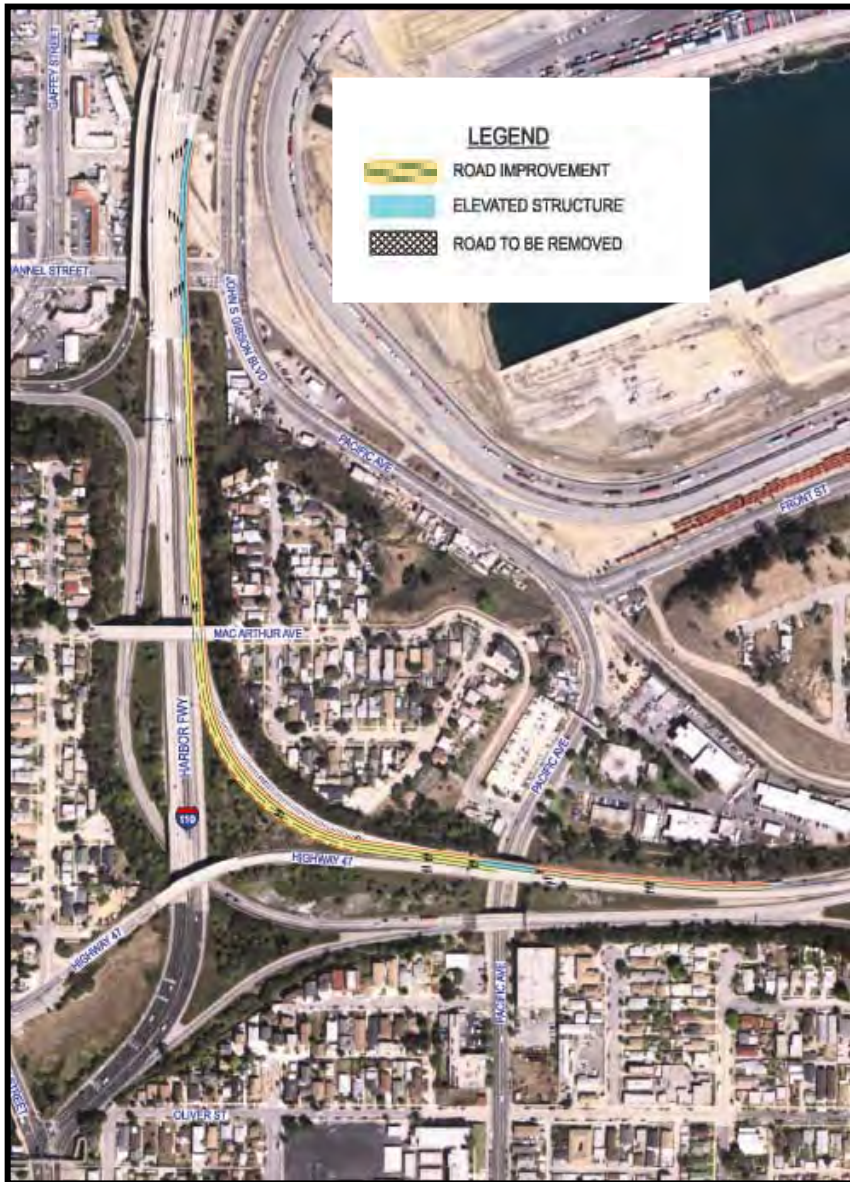 GAFFEY STREET
LEGEND
ROAD IMPROVEMENT
ELEVATED STRUCTURE
ROAD TO BE REMOVED
ANNEL STREET
JOHN S GIBSON BLVD
PACIFIC AVE
FRONT ST
MAC ARTHUR AVE
HARBOR FWY
PACIFIC AVE
110
HIGHWAY 47
HIGHWAY 47
PACIFIC AVE
STREET
OLIVER ST